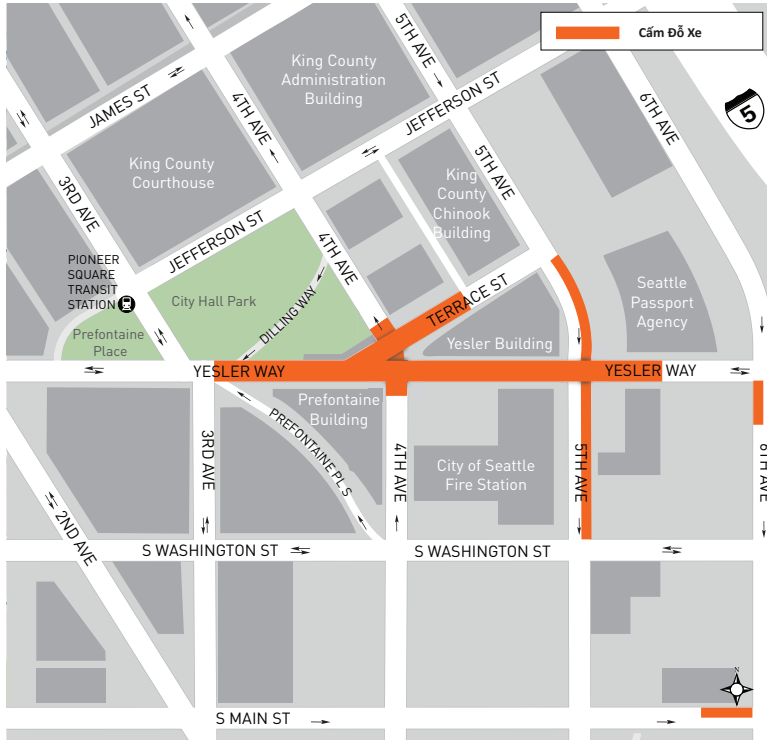 Cấm Đỗ Xe
5TH AVE
King County
Administration
Building
JAMES ST
4TH AVE
JEFFERSON ST
6TH AVE
5
King County
Courthouse
King
County
Chinook
Building
5TH AVE
3RD AVE
JEFFERSON ST
4TH AVE
PIONEER
SQUARE
TRANSIT
STATION
City Hall Park
DILLING WAY
TERRACE ST
Seattle
Passport
Agency
Prefontaine
Place
Yesler Building
YESLER WAY
YESLER WAY
Prefontaine
Building
PREFONTAINE PL S
3RD AVE
4TH AVE
City of Seattle
Fire Station
5TH AVE
6TH AVE
2ND AVE
S WASHINGTON ST
S WASHINGTON ST
N
S MAIN ST